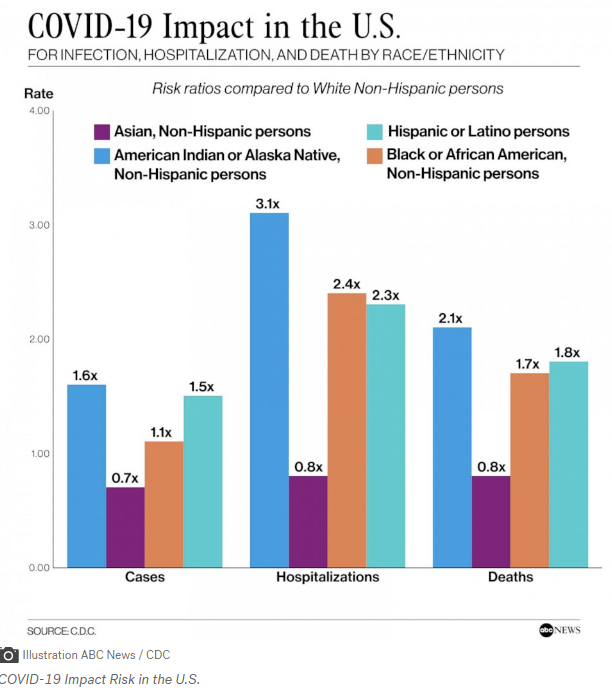 COVID-19 Impact in the U.S.
FOR INFECTION, HOSPITALIZATION, AND DEATH BY RACE/ETHNICITY
Risk ratios compared to White Non-Hispanic persons
Rate
4.00
Asian, Non-Hispanic persons
American Indian or Alaska Native,
Non-Hispanic persons
Hispanic or Latino persons
Black or African American,
Non-Hispanic persons
3.00
2.00
1.00
0.00
1.6x
0.7x
1.1x
1.5x
3.1x
0.8x
2.4x
2.3x
2.1x
0.8x
1.7x
1.8x
Cases
Hospitalizations
Deaths
SOURCE: C.D.C.
abc NEWS
Illustration ABC News / CDC
COVID-19 Impact Risk in the U.S.